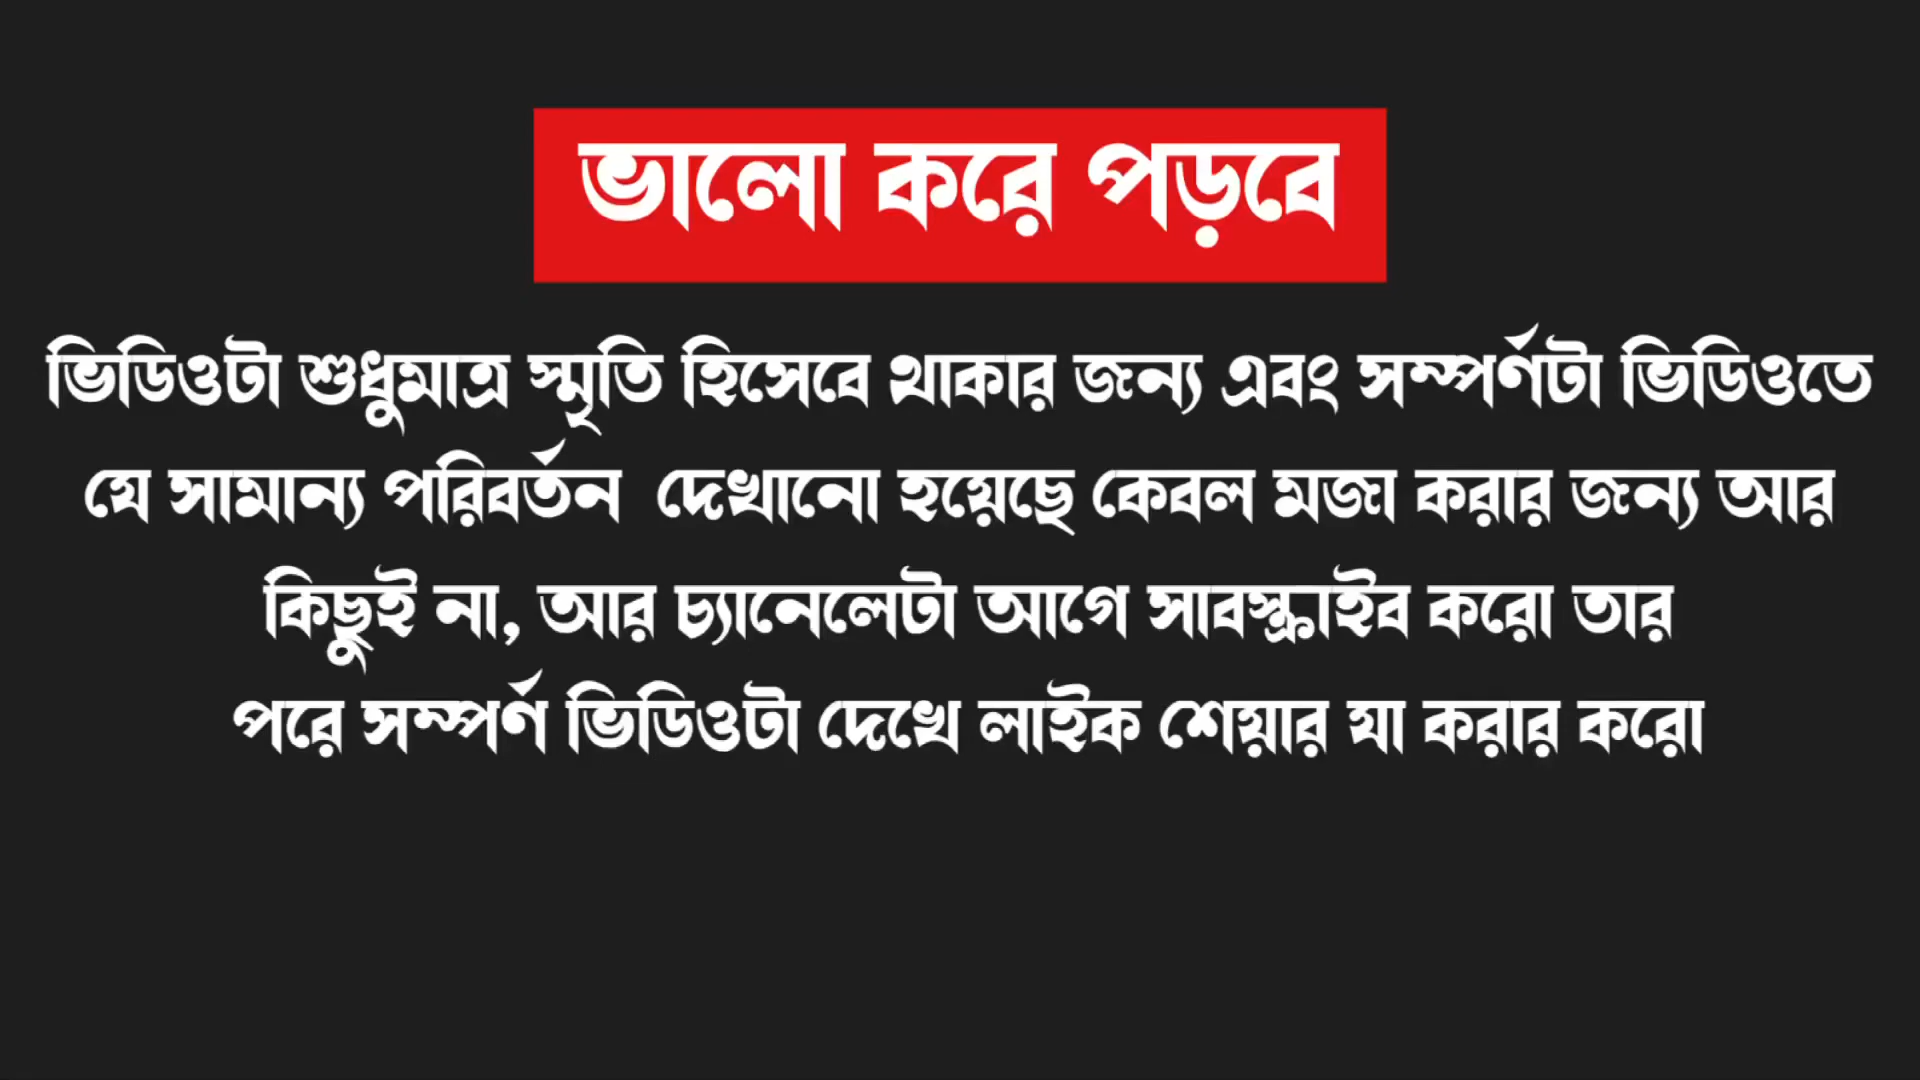 ভালো করে পড়বে
ভিডিওটা শুধুমাত্র স্মৃতি হিসেবে থাকার জন্য এবং সম্পর্ণটা ভিডিওতে
যে সামান্য পরিবর্তন দেখানো হয়েছে কেবল মজা করার জন্য আর
কিছুই না, আর চ্যানেলেটা আগে সাবস্ক্রাইব করো তার
পরে সম্পর্ণ ভিডিওটা দেখে লাইক শেয়ার যা করার করো